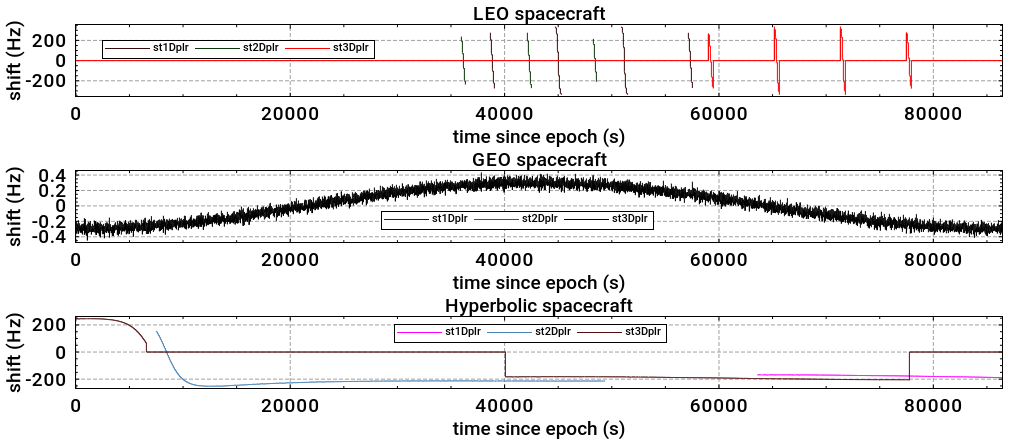 LEO spacecraft
shift (Hz)
200
0
-200
st1Dplr st2Dplr st3Dplr
0 20000 40000 60000 80000
time since epoch (s)
GEO spacecraft
shift (Hz)
0.4
0.2
0
-0.2
-0.4
st1Dplr st2Dplr st3Dplr
0 20000 40000 60000 80000
time since epoch (s)
Hyperbolic spacecraft
shift (Hz)
200
0
-200
st1Dplr st2Dplr st3Dplr
0 20000 40000 60000 80000
time since epoch (s)